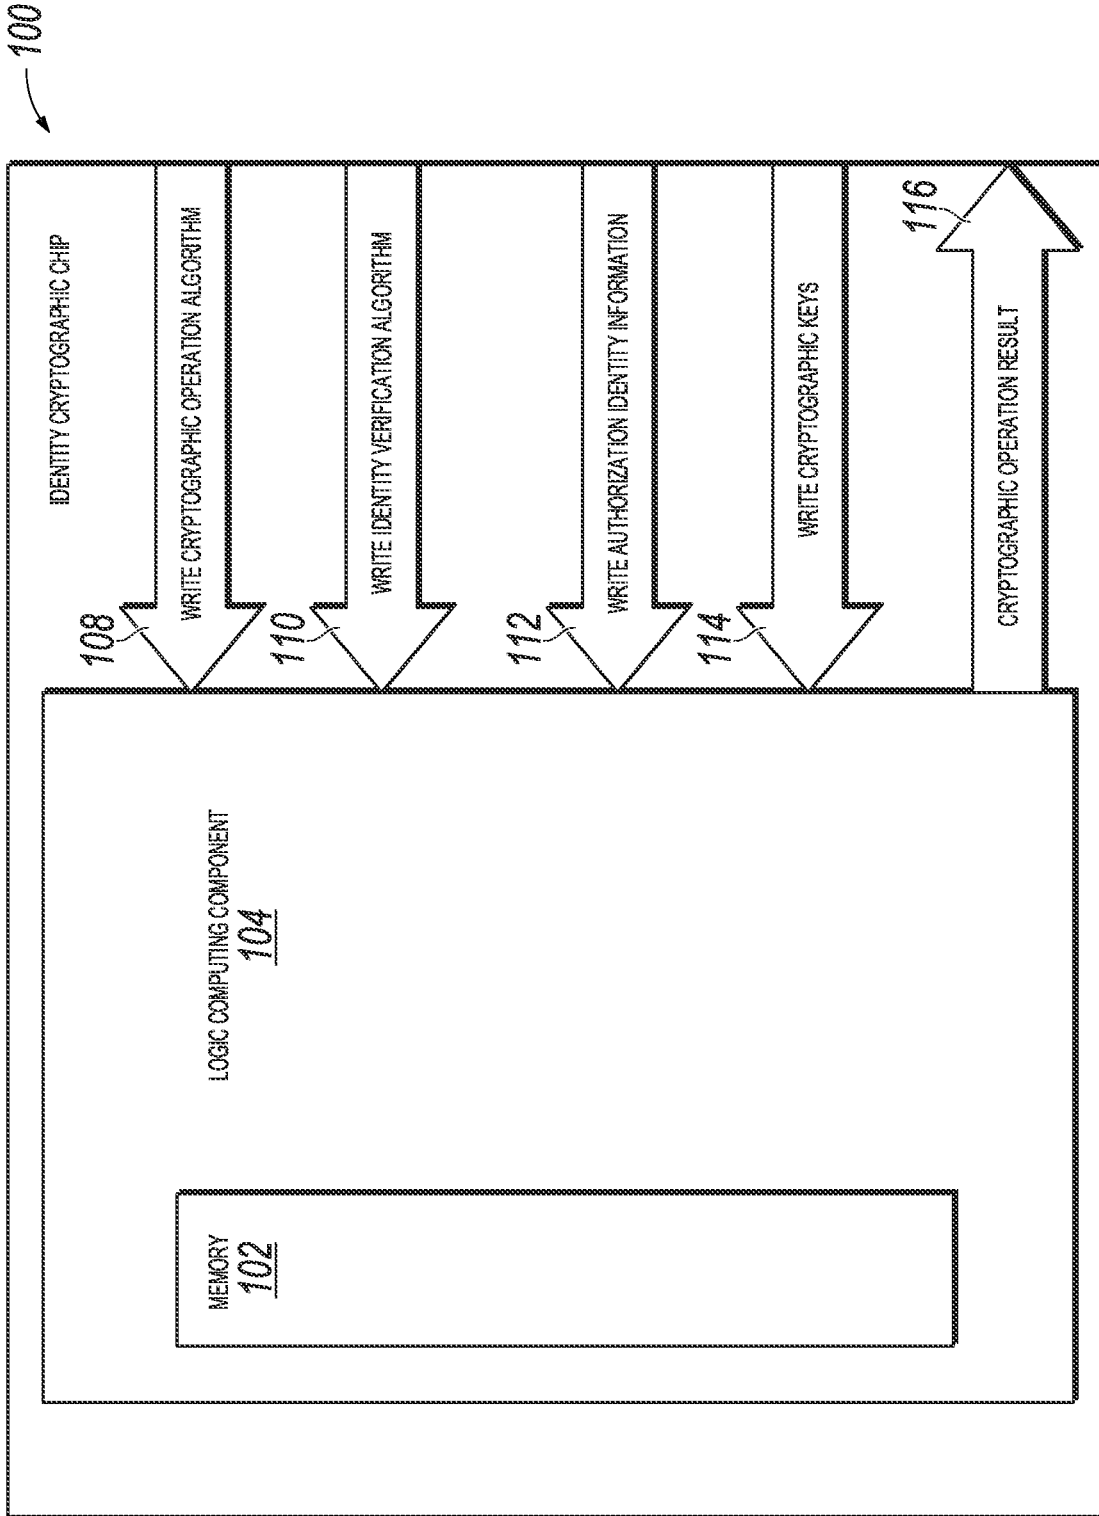 100
IDENTITY CRYPTOGRAPHIC CHIP
108
WRITE CRYPTOGRAPHIC OPERATION ALGORITHM
110
WRITE IDENTITY VERIFICATION ALGORITHM
112
WRITE AUTHORIZATION IDENTITY INFORMATION
114
WRITE CRYPTOGRAPHIC KEYS
116
CRYPTOGRAPHIC OPERATION RESULT
LOGIC COMPUTING COMPONENT
104
MEMORY
102